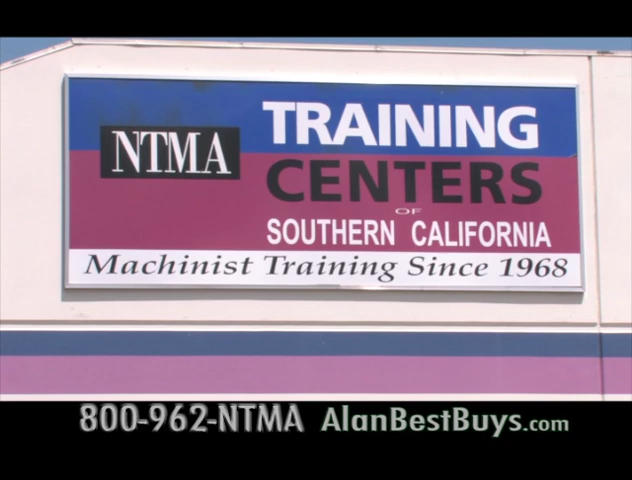 NTMA
TRAINING
CENTERS
OF
SOUTHERN CALIFORNIA
Machinist Training Since 1968
800-962-NTMA AlanBestBuys.com